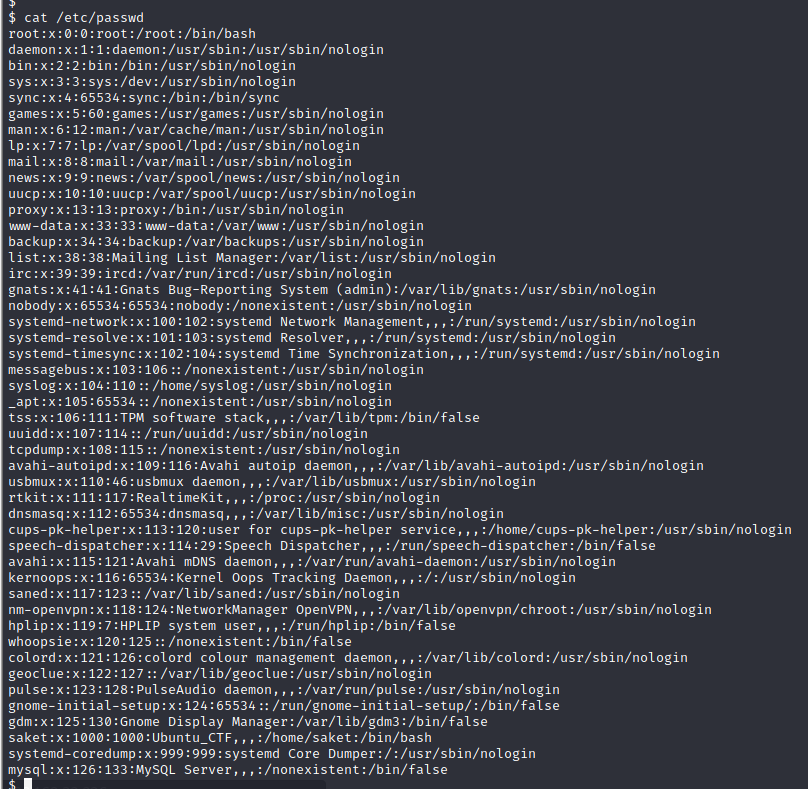 $
$ cat /etc/passwd
root:x:0:0:root:/root:/bin/bash
daemon:x:1:1:daemon:/usr/sbin:/usr/sbin/nologin
bin:x:2:2:bin:/bin:/usr/sbin/nologin
sys:x:3:3:sys:/dev:/usr/sbin/nologin
sync:x:4:65534:sync:/bin:/bin/sync
games:x:5:60:games:/usr/games:/usr/sbin/nologin
man:x:6:12:man:/var/cache/man:/usr/sbin/nologin
lp:x:7:7:lp:/var/spool/lpd:/usr/sbin/nologin
mail:x:8:8:mail:/var/mail:/usr/sbin/nologin
news:x:9:9:news:/var/spool/news:/usr/sbin/nologin
uucp:x:10:10:uucp:/var/spool/uucp:/usr/sbin/nologin
proxy:x:13:13:proxy:/bin:/usr/sbin/nologin
www-data:x:33:33:www-data:/var/www:/usr/sbin/nologin
backup:x:34:34:backup:/var/backups:/usr/sbin/nologin
list:x:38:38:Mailing List Manager:/var/list:/usr/sbin/nologin
irc:x:39:39:ircd:/var/run/ircd:/usr/sbin/nologin
gnats:x:41:41:Gnats Bug-Reporting System (admin):/var/lib/gnats:/usr/sbin/nologin
nobody:x:65534:65534:nobody:/nonexistent:/usr/sbin/nologin
systemd-network:x:100:102:systemd Network Management,,,:/run/systemd:/usr/sbin/nologin
systemd-resolve:x:101:103:systemd Resolver,,,:/run/systemd:/usr/sbin/nologin
systemd-timesync:x:102:104:systemd Time Synchronization,,,:/run/systemd:/usr/sbin/nologin
messagebus:x:103:106::/nonexistent:/usr/sbin/nologin
syslog:x:104:110::/home/syslog:/usr/sbin/nologin
_apt:x:105:65534::/nonexistent:/usr/sbin/nologin
tss:x:106:111:TPM software stack,,,:/var/lib/tpm:/bin/false
uuidd:x:107:114::/run/uuidd:/usr/sbin/nologin
tcpdump:x:108:115::/nonexistent:/usr/sbin/nologin
avahi-autoipd:x:109:116:Avahi autoip daemon,,,:/var/lib/avahi-autoipd:/usr/sbin/nologin
usbmux:x:110:46:usbmux daemon,,,:/var/lib/usbmux:/usr/sbin/nologin
rtkit:x:111:117:RealtimeKit,,,:/proc:/usr/sbin/nologin
dnsmasq:x:112:65534:dnsmasq,,,:/var/lib/misc:/usr/sbin/nologin
cups-pk-helper:x:113:120:user for cups-pk-helper service,,,:/home/cups-pk-helper:/usr/sbin/nologin
speech-dispatcher:x:114:29:Speech Dispatcher,,,:/run/speech-dispatcher:/bin/false
avahi:x:115:121:Avahi mDNS daemon,,,:/var/run/avahi-daemon:/usr/sbin/nologin
kernoops:x:116:65534:Kernel Oops Tracking Daemon,,,:/:/usr/sbin/nologin
saned:x:117:123::/var/lib/saned:/usr/sbin/nologin
nm-openvpn:x:118:124:NetworkManager OpenVPN,,,:/var/lib/openvpn/chroot:/usr/sbin/nologin
hplip:x:119:7:HPLIP system user,,,:/run/hplip:/bin/false
whoopsie:x:120:125::/nonexistent:/bin/false
colord:x:121:126:colord colour management daemon,,,:/var/lib/colord:/usr/sbin/nologin
geoclue:x:122:127::/var/lib/geoclue:/usr/sbin/nologin
pulse:x:123:128:PulseAudio daemon,,,:/var/run/pulse:/usr/sbin/nologin
gnome-initial-setup:x:124:65534::/run/gnome-initial-setup/:/bin/false
gdm:x:125:130:Gnome Display Manager:/var/lib/gdm3:/bin/false
saket:x:1000:1000:Ubuntu_CTF,,,:/home/saket:/bin/bash
systemd-coredump:x:999:999:systemd Core Dumper:/:/usr/sbin/nologin
mysql:x:126:133:MySQL Server,,,:/nonexistent:/bin/false
$